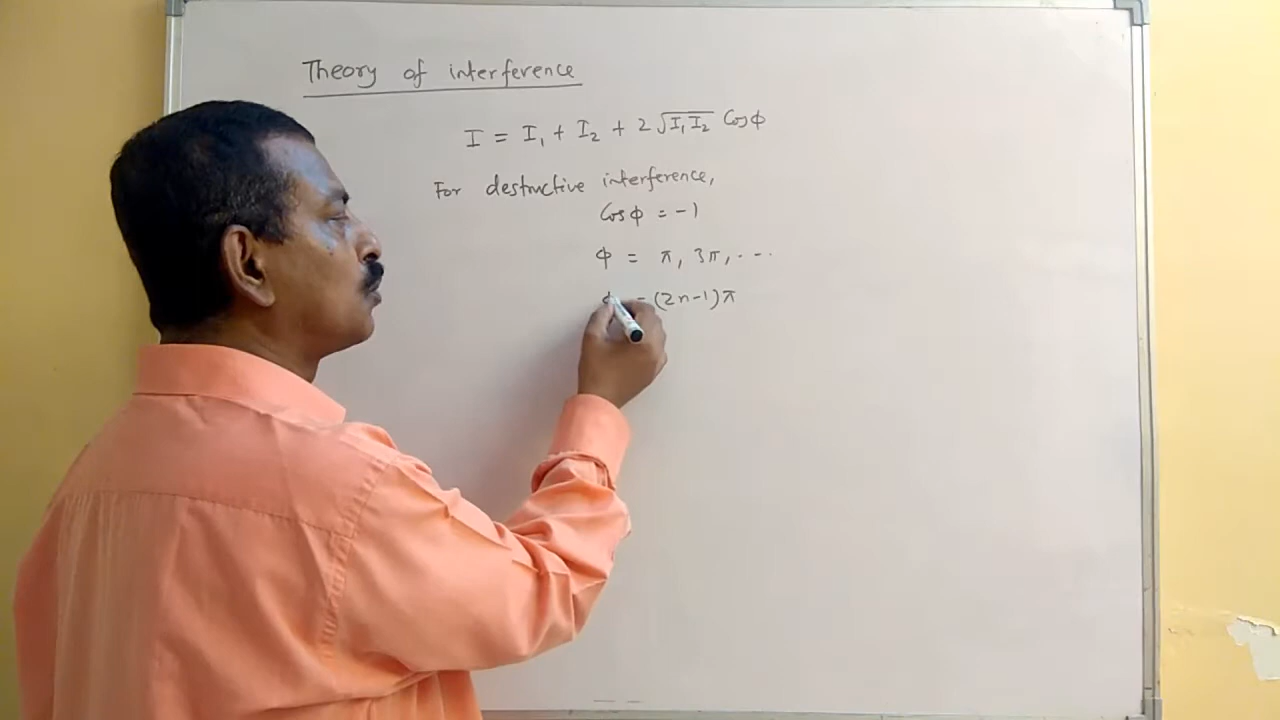 Theory of interference
I = I₁ + I₂ + 2√I₁I₂ Cosϕ
For destructive interference,
Cosϕ = -1
ϕ = π, 3π, ---
= (2n-1)π